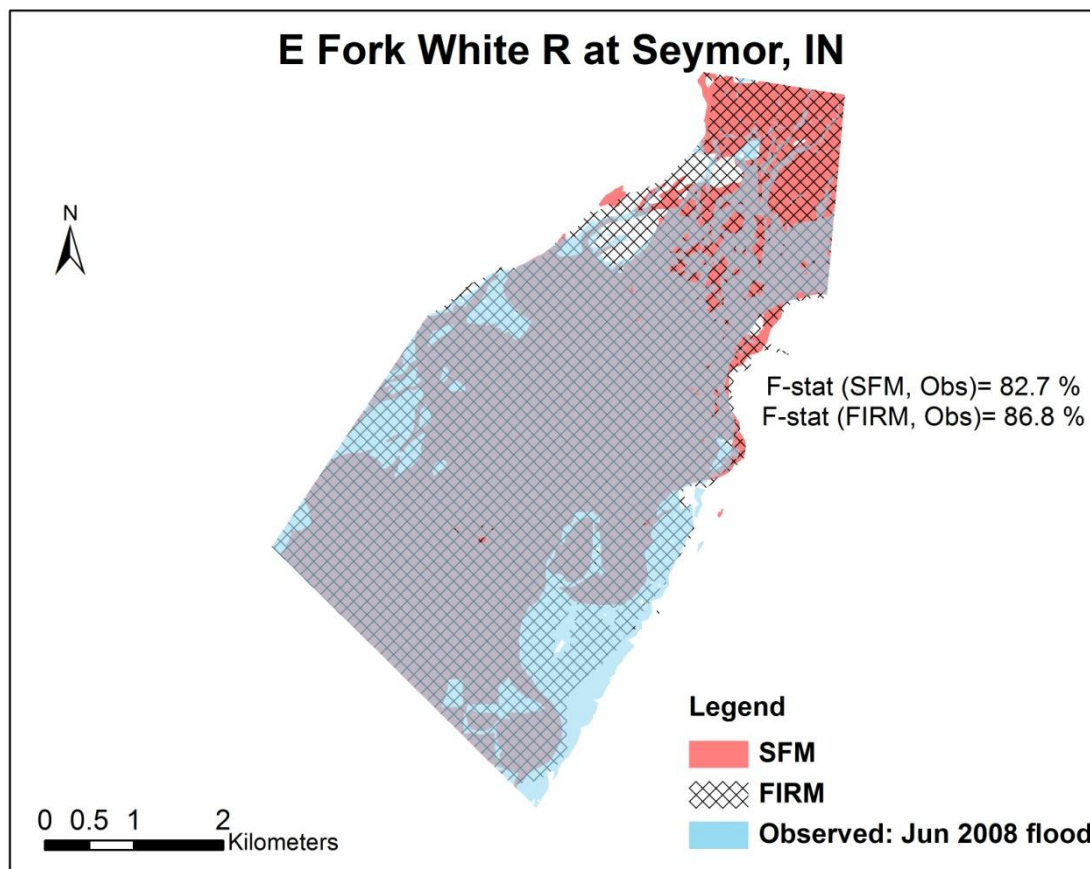 E Fork White R at Seymor, IN
N
F-stat (SFM, Obs)= 82.7 %
F-stat (FIRM, Obs)= 86.8 %
Legend
SFM
FIRM
Observed: Jun 2008 flood
0 0.5 1 2
Kilometers